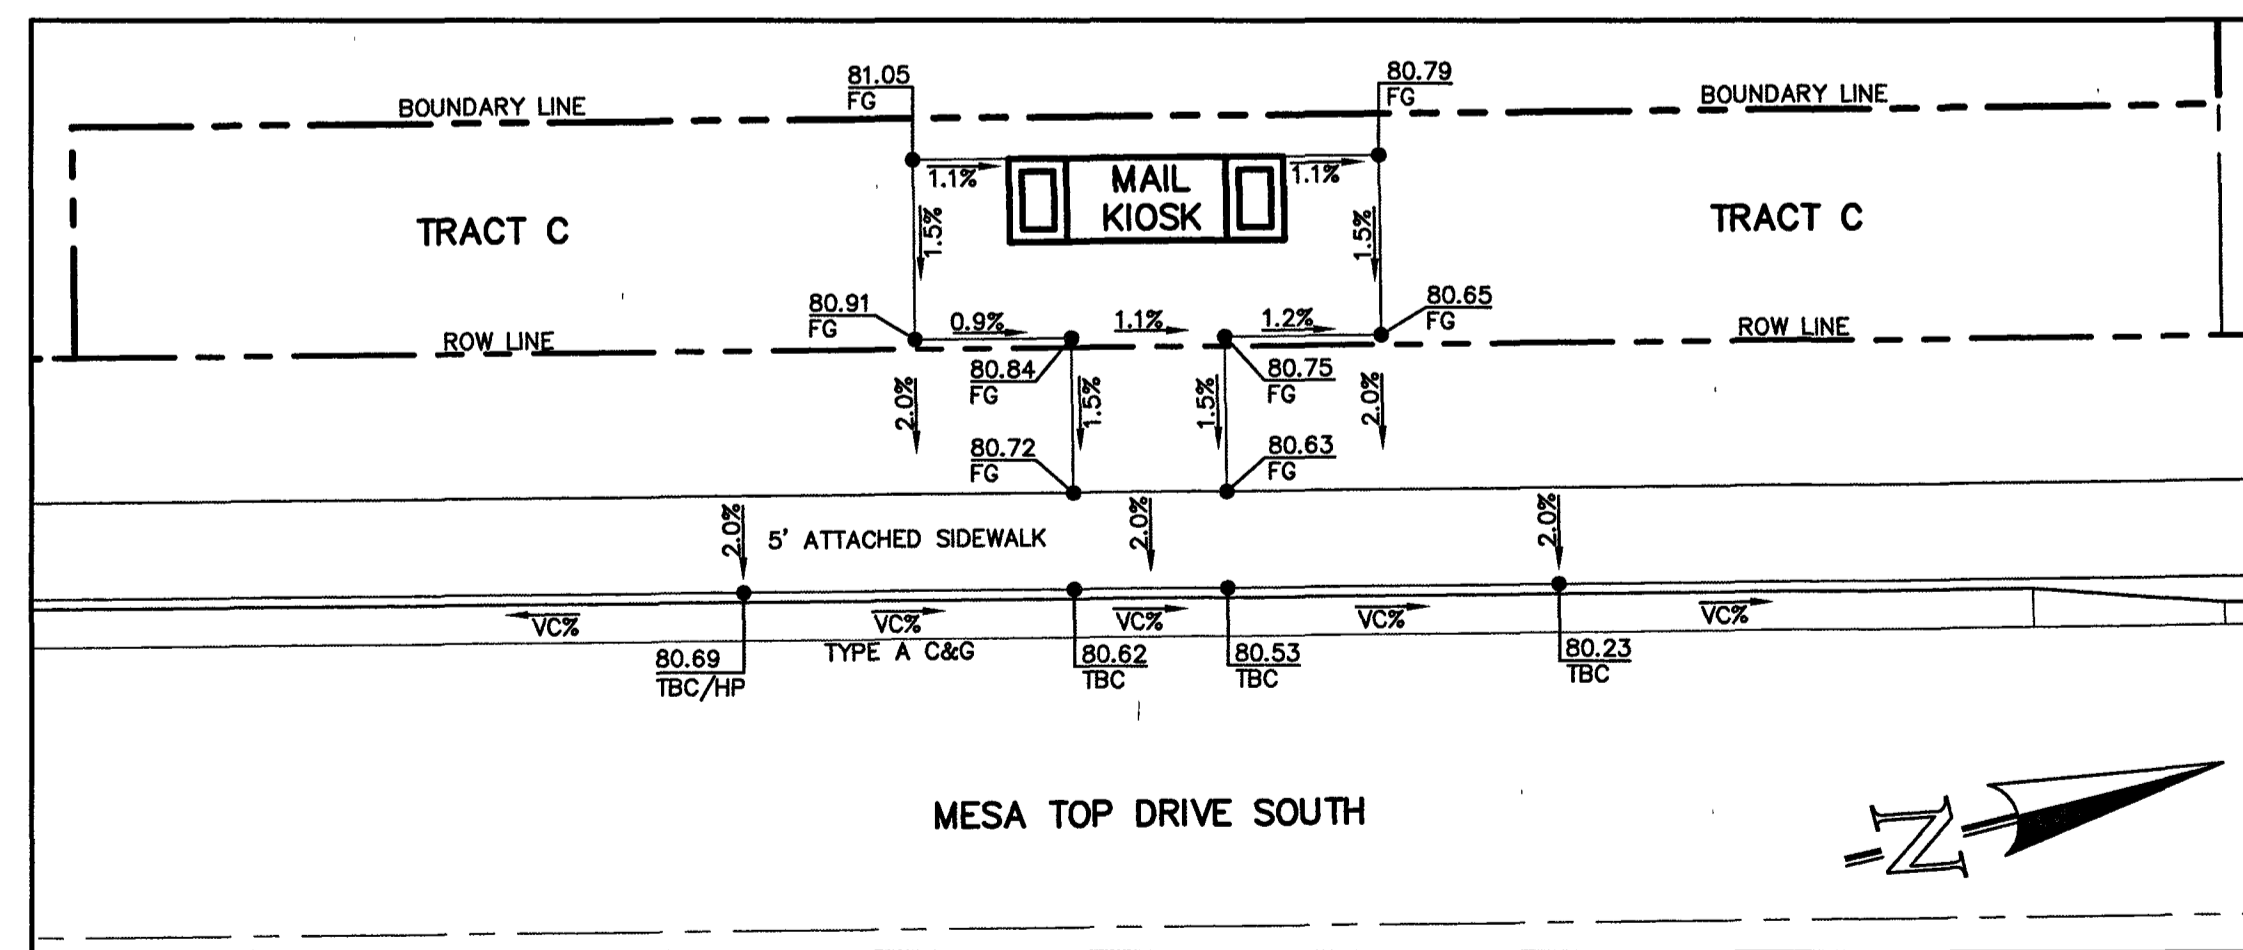 81.05
FG
80.79
FG
BOUNDARY LINE
BOUNDARY LINE
1.1%
MAIL
KIOSK
1.1%
TRACT C
1.5%
1.5%
TRACT C
80.91
FG
0.9%
1.1%
1.2%
80.65
FG
ROW LINE
ROW LINE
80.84
FG
80.75
FG
2.0%
1.5%
1.5%
2.0%
80.72
FG
80.63
FG
2.0%
5' ATTACHED SIDEWALK
2.0%
2.0%
VC%
VC%
VC%
VC%
VC%
TYPE A C&G
80.69
TBC/HP
80.62
TBC
80.53
TBC
80.23
TBC
MESA TOP DRIVE SOUTH
N